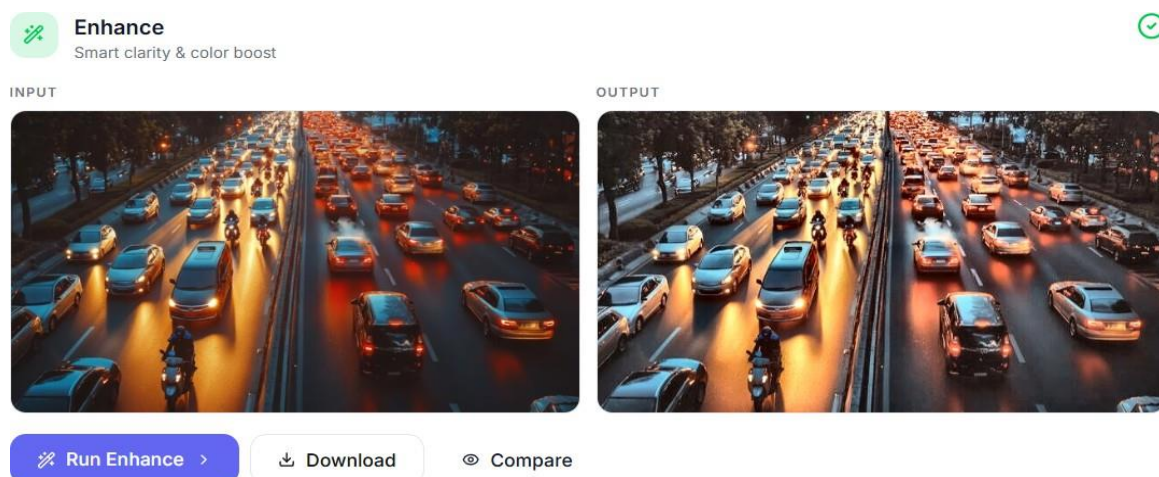 Enhance
Smart clarity & color boost
INPUT
OUTPUT
Run Enhance
Download
Compare